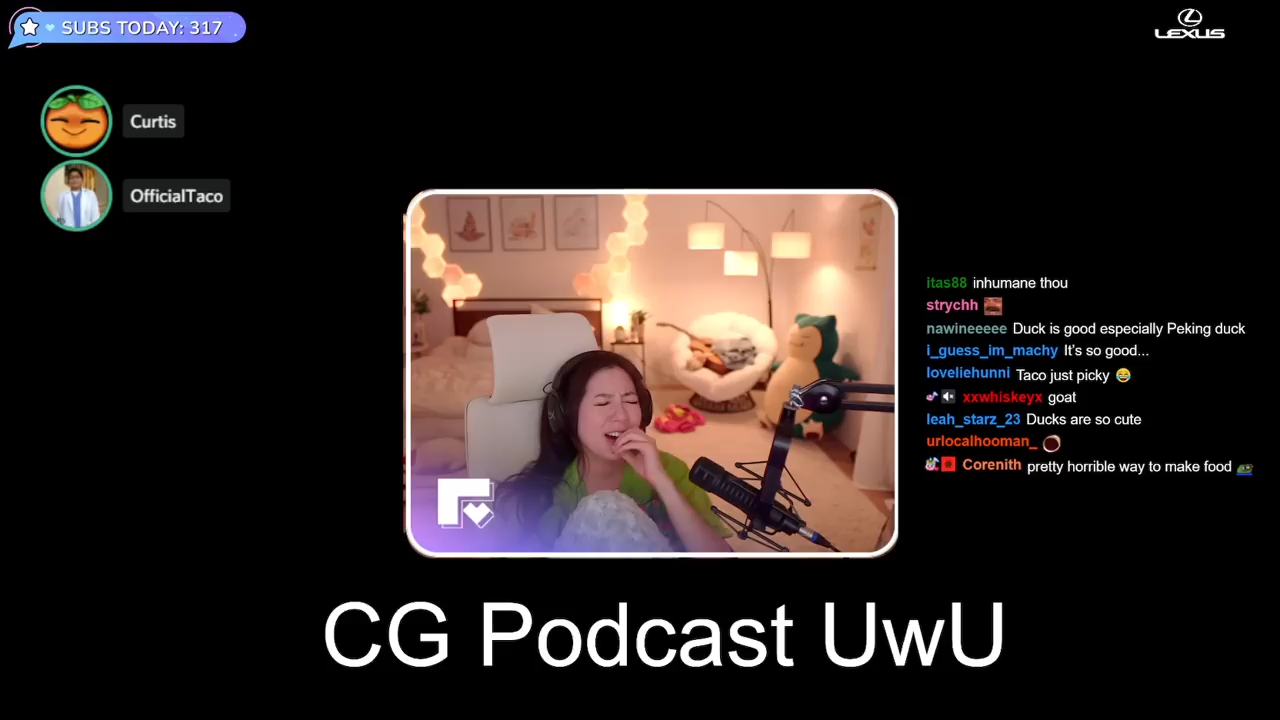 SUBS TODAY: 317
LEXUS
Curtis
OfficialTaco
itas88 inhumane thou
strychh
nawineeeee Duck is good especially Peking duck
i_guess_im_machy It's so good...
loveliehunni Taco just picky 😂
xxwhiskeyx goat
leah_starz_23 Ducks are so cute
urlocalhooman_
Corenith pretty horrible way to make food
CG Podcast UwU